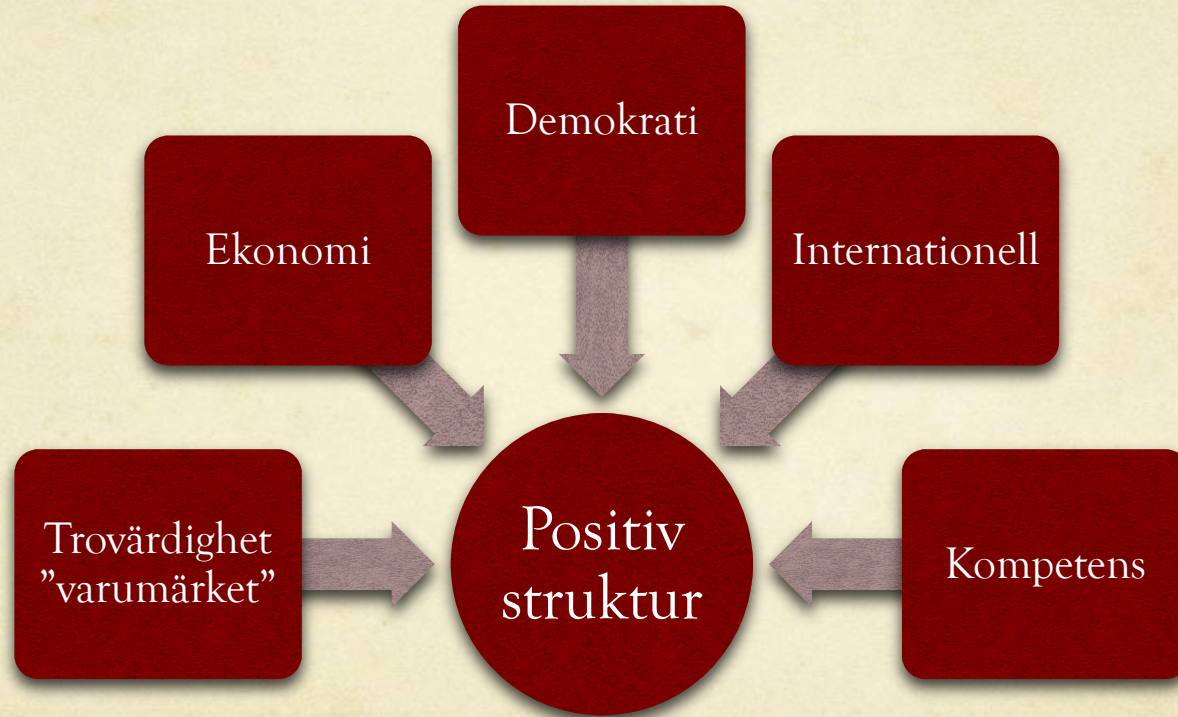 Demokrati
Ekonomi
Internationell
Trovärdighet
”varumärket”
Positiv
struktur
Kompetens